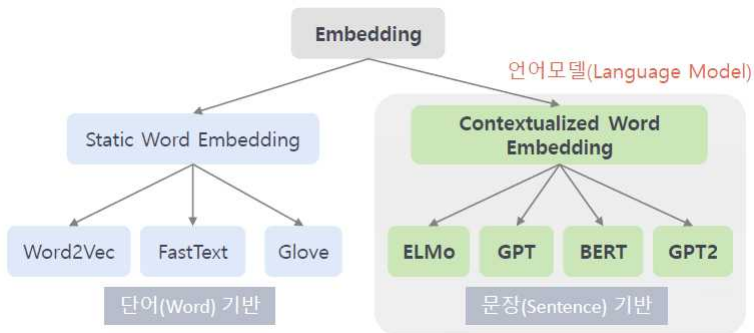 Embedding
언어모델(Language Model)
Static Word Embedding
Contextualized Word
Embedding
Word2Vec
FastText
Glove
ELMo
GPT
BERT
GPT2
단어(Word) 기반
문장(Sentence) 기반